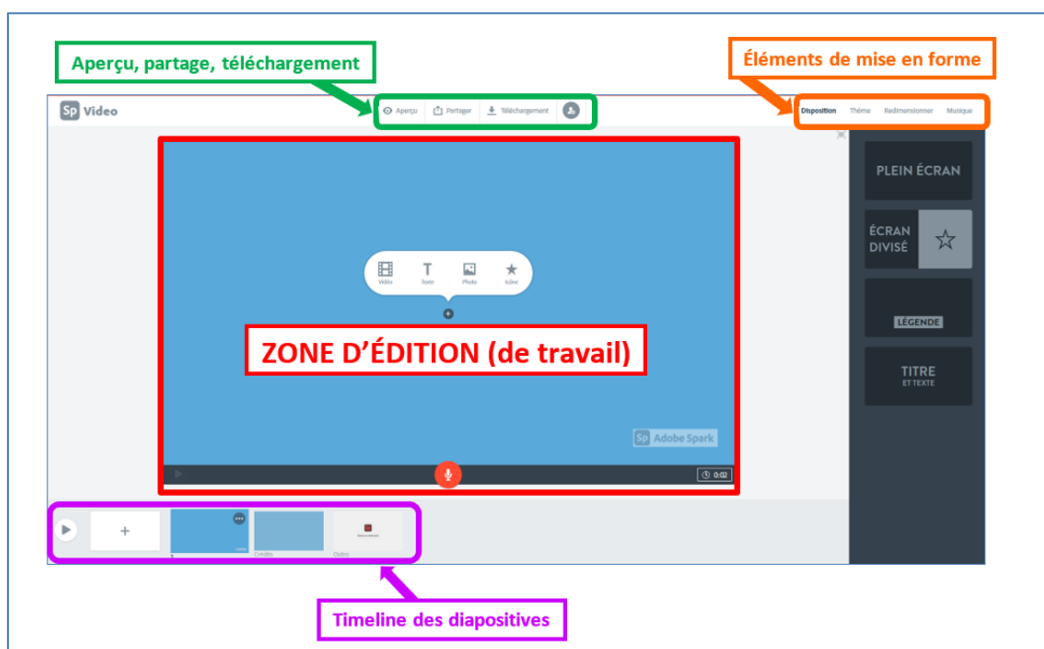 Aperçu, partage, téléchargement
Éléments de mise en forme
Sp Video
Aperçu Partager Téléchargement
Disposition Thème Redimensionner Musique
PLEIN ÉCRAN
ÉCRAN
DIVISÉ
LÉGENDE
TITRE
ET TEXTE
Vidéo Texte Photo Icône
ZONE D'ÉDITION (de travail)
Sp Adobe Spark
0:02
+
1
Crédits
Outro
Timeline des diapositives